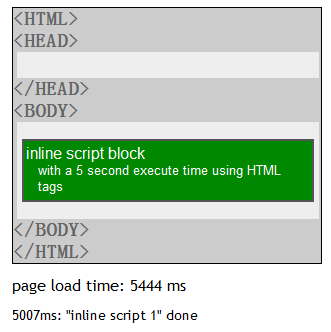 <HTML>
<HEAD>
</HEAD>
<BODY>
inline script block
with a 5 second execute time using HTML
tags
</BODY>
</HTML>
page load time: 5444 ms
5007ms: "inline script 1" done